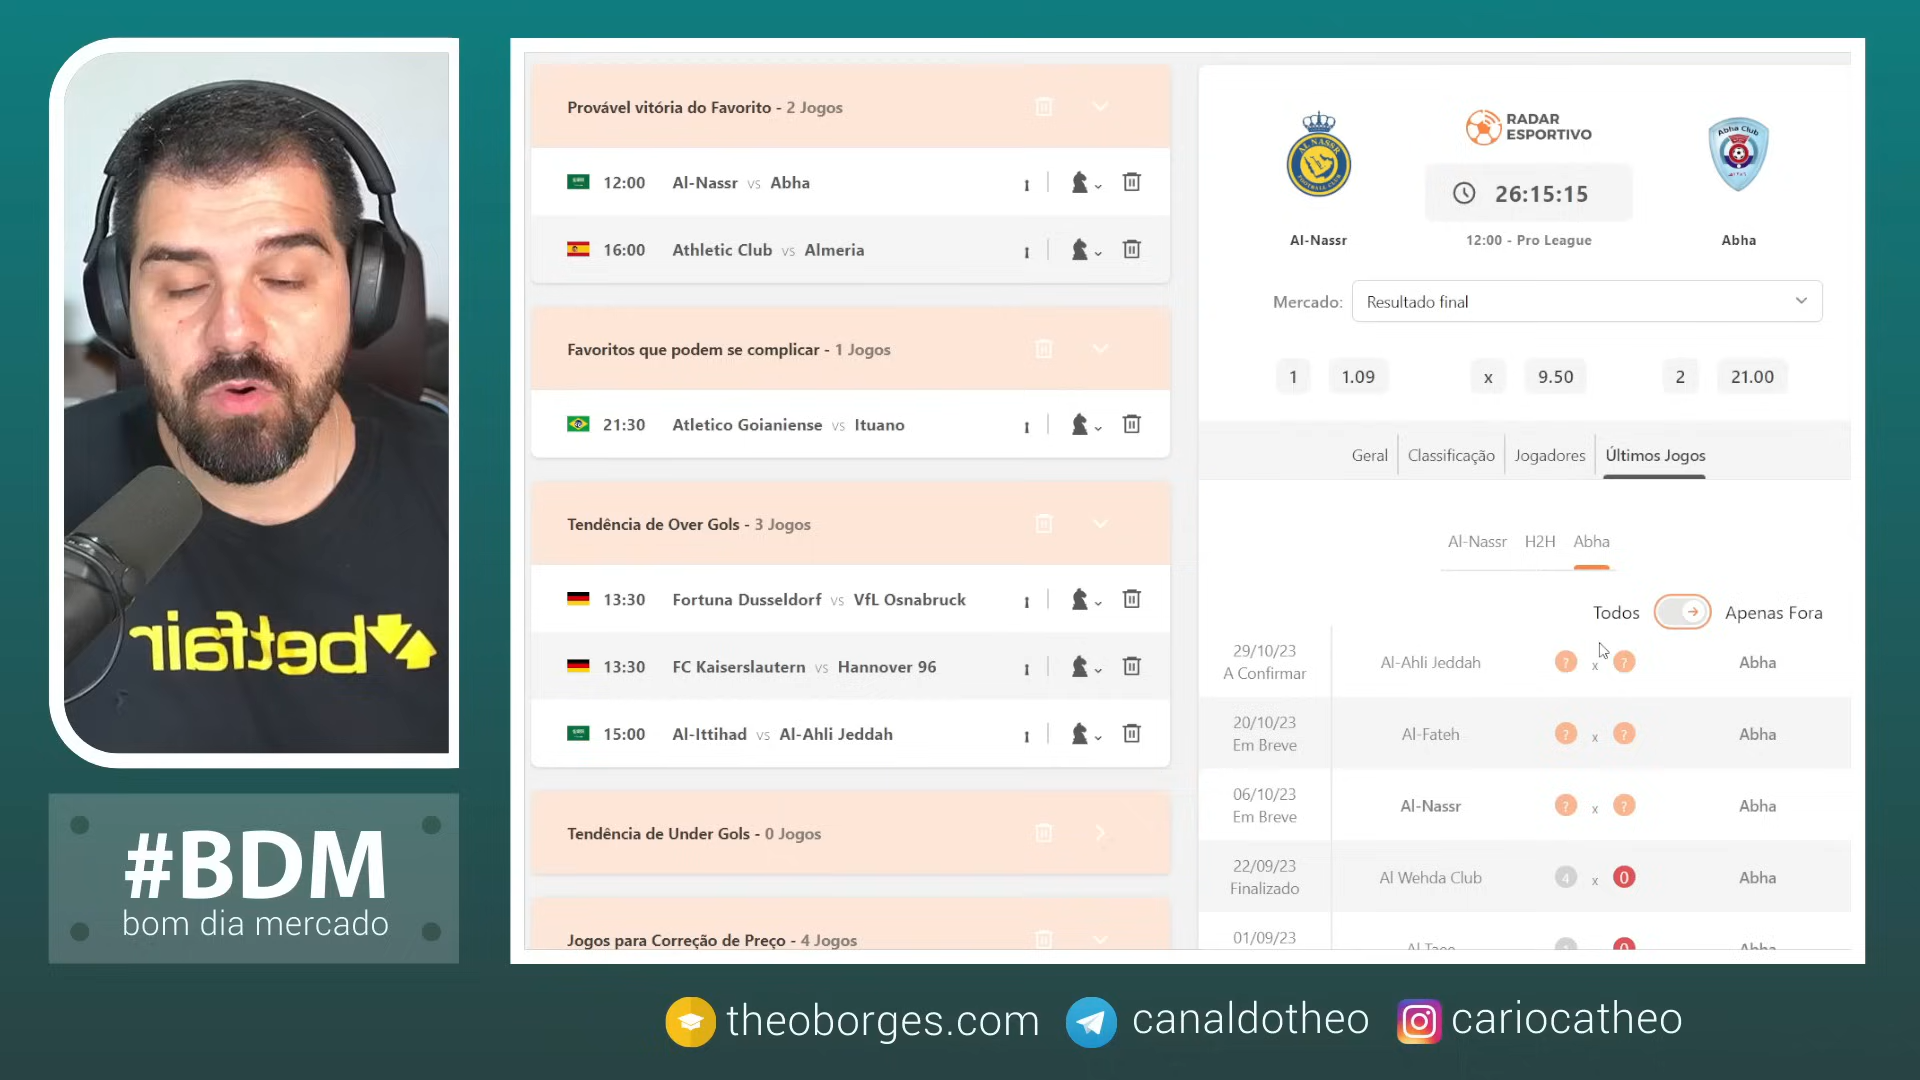 betfair
#BDM
bom dia mercado
Provável vitória do Favorito - 2 Jogos
12:00 Al-Nassr vs Abha
16:00 Athletic Club vs Almeria
Favoritos que podem se complicar - 1 Jogos
21:30 Atletico Goianiense vs Ituano
Tendência de Over Gols - 3 Jogos
13:30 Fortuna Dusseldorf vs VfL Osnabruck
13:30 FC Kaiserslautern vs Hannover 96
15:00 Al-Ittihad vs Al-Ahli Jeddah
Tendência de Under Gols - 0 Jogos
Jogos para Correção de Preço - 4 Jogos
AL NASSR
RADAR
ESPORTIVO
Abha Club
26:15:15
Al-Nassr 12:00 - Pro League Abha
Mercado: Resultado final
1 1.09 x 9.50 2 21.00
Geral Classificação Jogadores Últimos Jogos
Al-Nassr H2H Abha
Todos Apenas Fora
29/10/23
A Confirmar
Al-Ahli Jeddah ? x ? Abha
20/10/23
Em Breve
Al-Fateh ? x ? Abha
06/10/23
Em Breve
Al-Nassr ? x ? Abha
22/09/23
Finalizado
Al Wehda Club 4 x 0 Abha
01/09/23
theoborges.com canaldotheo cariocatheo